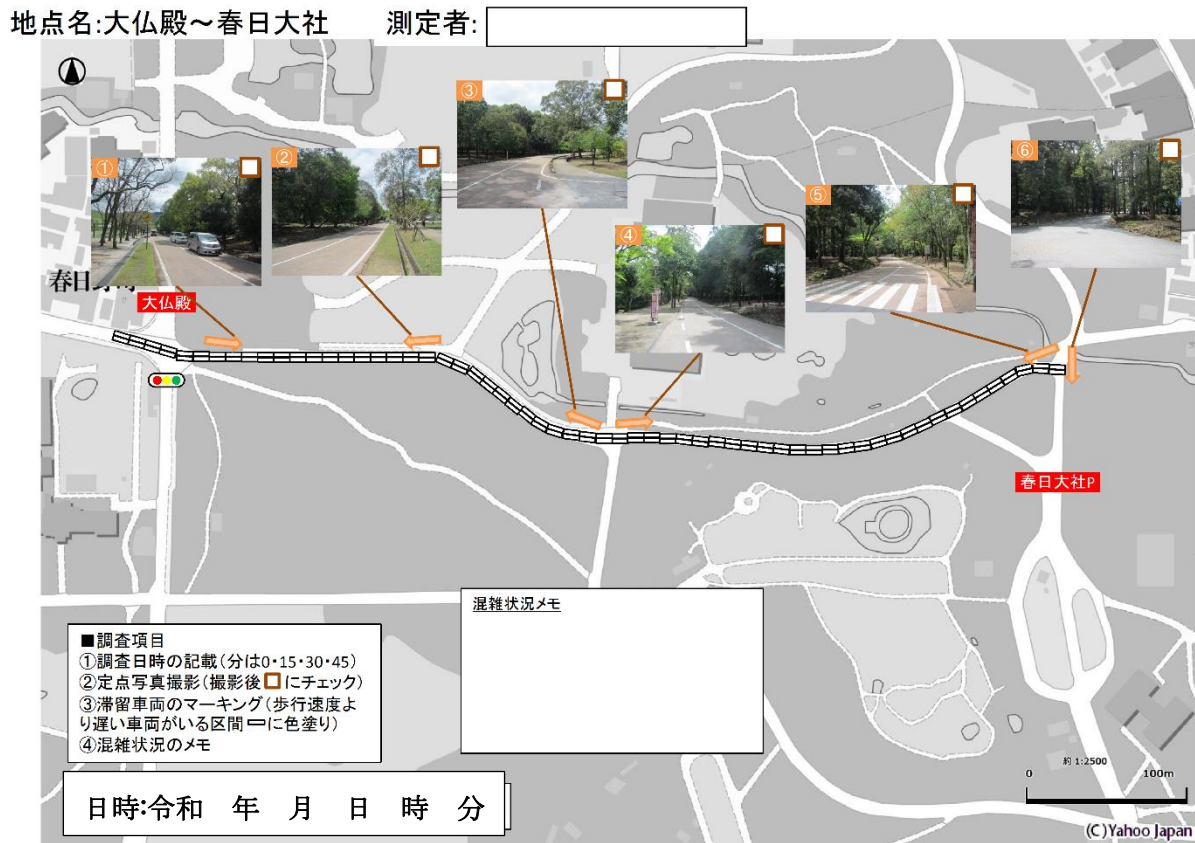 地点名:大仏殿～春日大社　測定者:
③
①
②
⑥
⑤
④
大仏殿
春日大社P
混雑状況メモ
■調査項目
①調査日時の記載(分は0・15・30・45)
②定点写真撮影(撮影後□にチェック)
③滞留車両のマーキング(歩行速度よ
り遅い車両がいる区間▭に色塗り)
④混雑状況のメモ
約 1:2500
0 100m
日時:令和　年　月　日　時　分
(C)Yahoo Japan